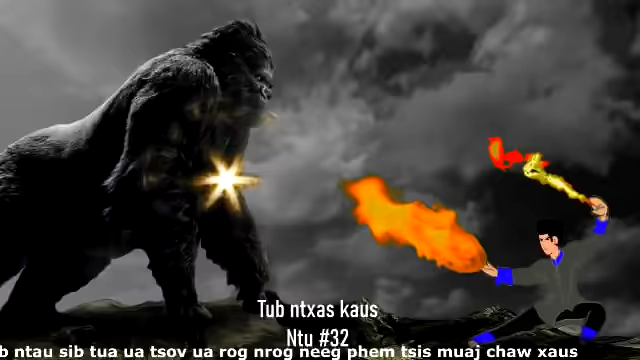 Tub ntxas kaus
Ntu #32
b ntau sib tua ua tsov ua rog nrog neeg phem tsis muaj chaw xaus